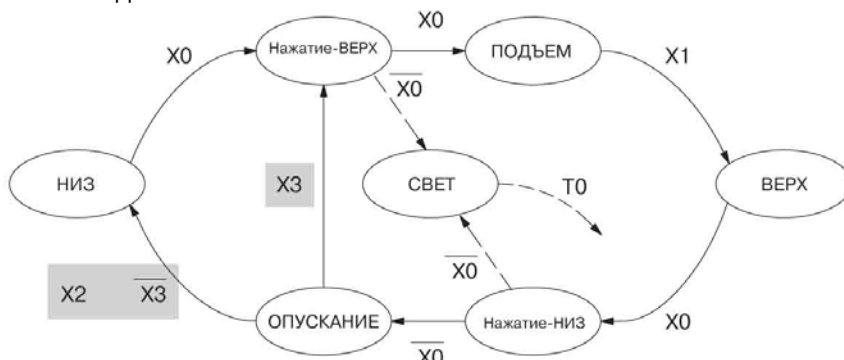 X0
Нажатие-ВЕРХ
X0
ПОДЪЕМ
X1
X0
НИЗ
X3
СВЕТ
T0
ВЕРХ
X0
X2 X3
ОПУСКАНИЕ
X0
Нажатие-НИЗ
X0